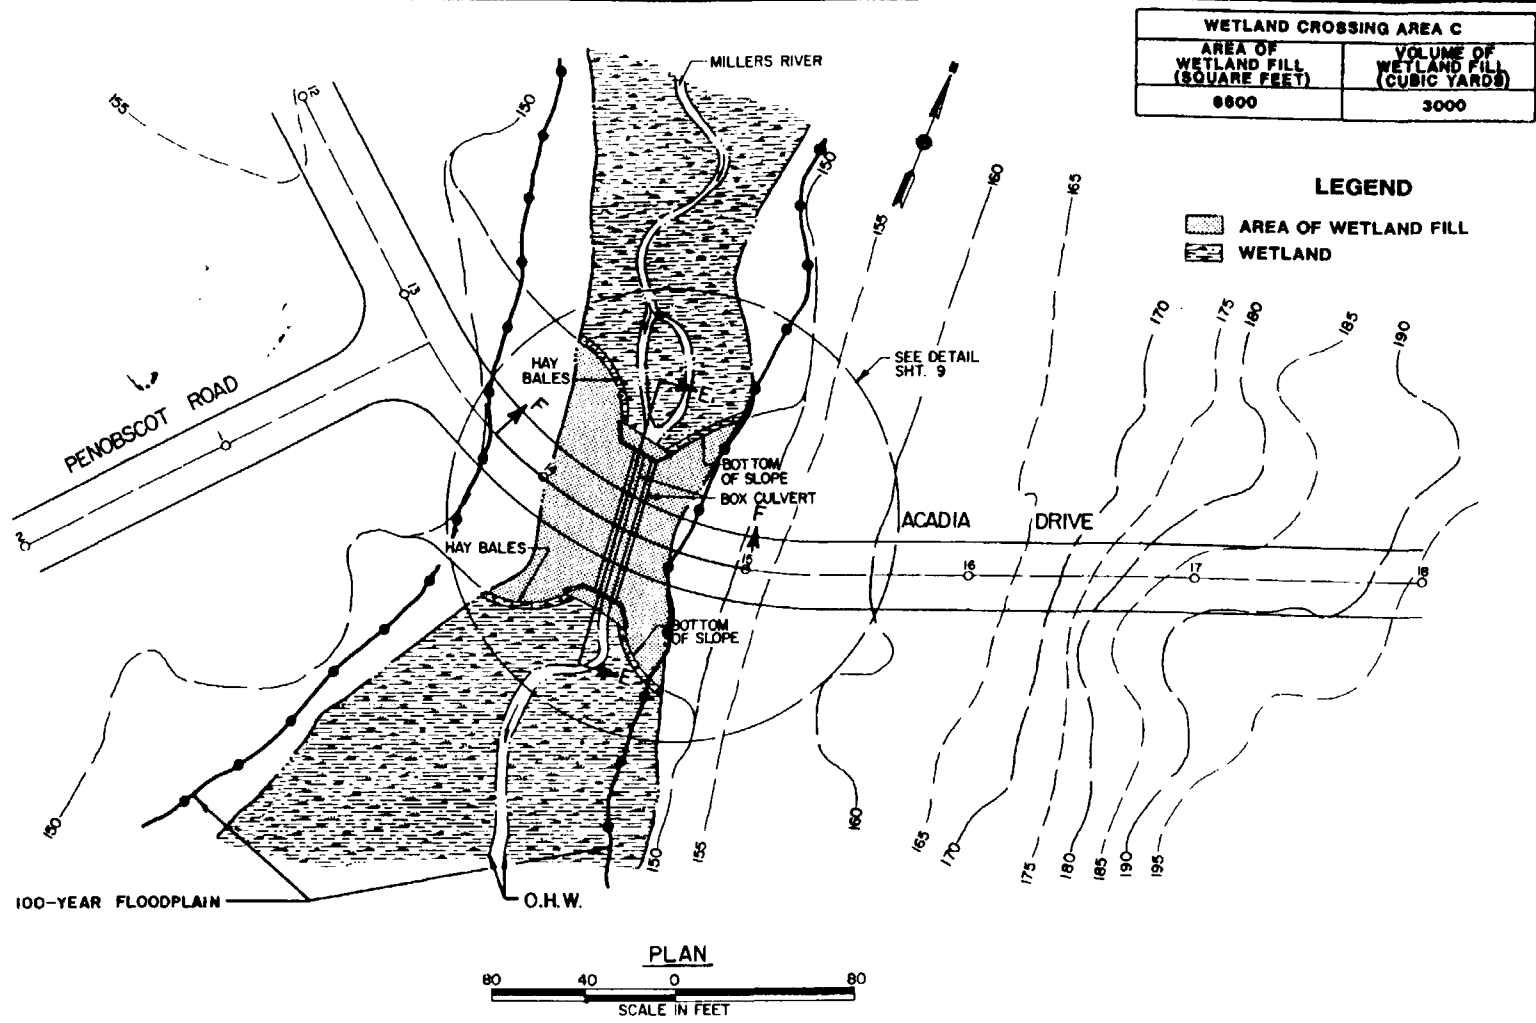 WETLAND CROSSING AREA C
AREA OF
WETLAND FILL
(SQUARE FEET)
VOLUME OF
WETLAND FILL
(CUBIC YARDS)
6600
3000
LEGEND
AREA OF WETLAND FILL
WETLAND
MILLERS RIVER
N
155
150
12
150
155
160
165
13
170
175
180
185
190
SEE DETAIL
SHT. 9
HAY
BALES
F
E
PENOBSCOT ROAD
1
2
14
BOTTOM
OF SLOPE
BOX CULVERT
F
ACADIA DRIVE
HAY BALES
15
16
17
18
BOTTOM
OF SLOPE
E
150
150
155
160
165
170
175
180
185
190
195
100-YEAR FLOODPLAIN
O.H.W.
PLAN
80 40 0 80
SCALE IN FEET